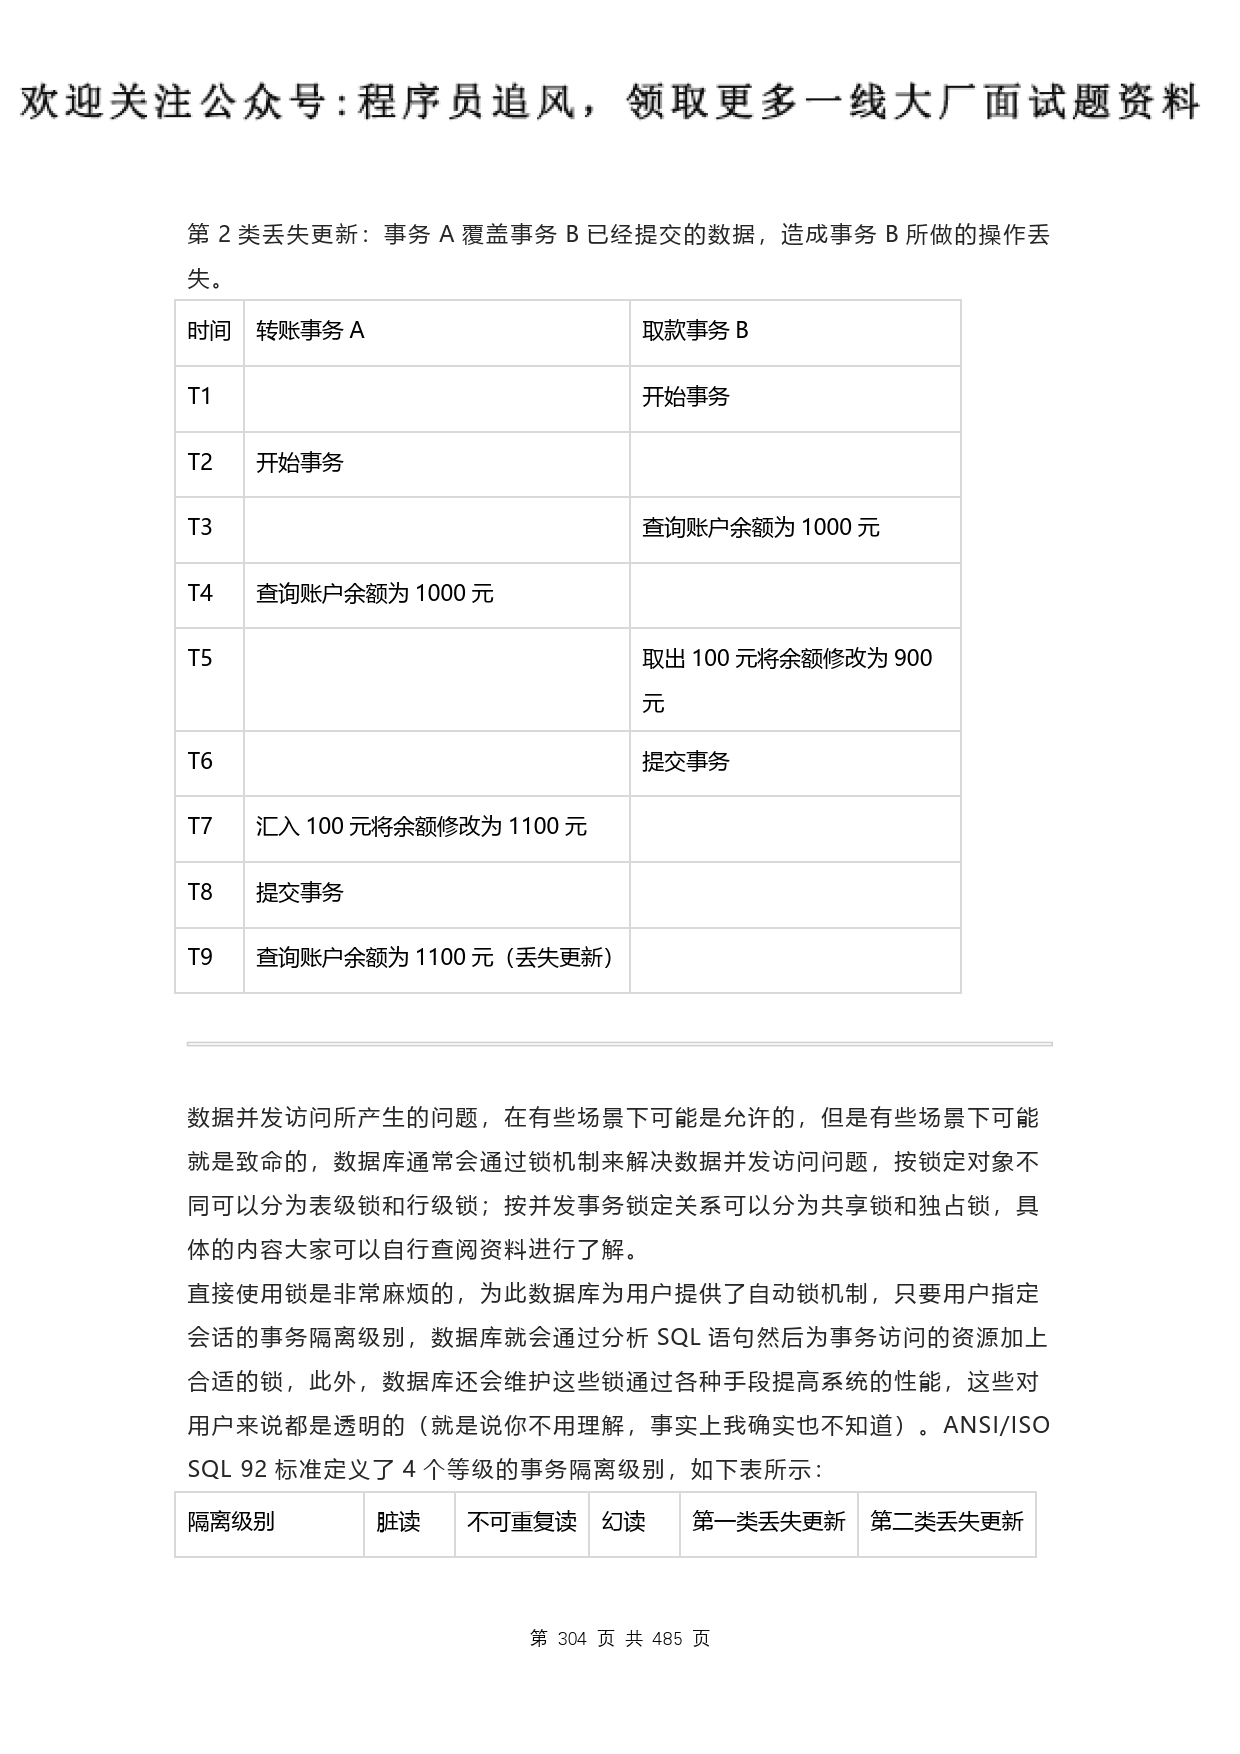 欢迎关注公众号:程序员追风，领取更多一线大厂面试题资料
第 2 类丢失更新：事务 A 覆盖事务 B 已经提交的数据，造成事务 B 所做的操作丢
失。
时间 转账事务 A 取款事务 B
T1 开始事务
T2 开始事务
T3 查询账户余额为 1000 元
T4 查询账户余额为 1000 元
T5 取出 100 元将余额修改为 900
元
T6 提交事务
T7 汇入 100 元将余额修改为 1100 元
T8 提交事务
T9 查询账户余额为 1100 元（丢失更新）
数据并发访问所产生的问题，在有些场景下可能是允许的，但是有些场景下可能
就是致命的，数据库通常会通过锁机制来解决数据并发访问问题，按锁定对象不
同可以分为表级锁和行级锁；按并发事务锁定关系可以分为共享锁和独占锁，具
体的内容大家可以自行查阅资料进行了解。
直接使用锁是非常麻烦的，为此数据库为用户提供了自动锁机制，只要用户指定
会话的事务隔离级别，数据库就会通过分析 SQL 语句然后为事务访问的资源加上
合适的锁，此外，数据库还会维护这些锁通过各种手段提高系统的性能，这些对
用户来说都是透明的（就是说你不用理解，事实上我确实也不知道）。ANSI/ISO
SQL 92 标准定义了 4 个等级的事务隔离级别，如下表所示：
隔离级别 脏读 不可重复读 幻读 第一类丢失更新 第二类丢失更新
第 304 页 共 485 页